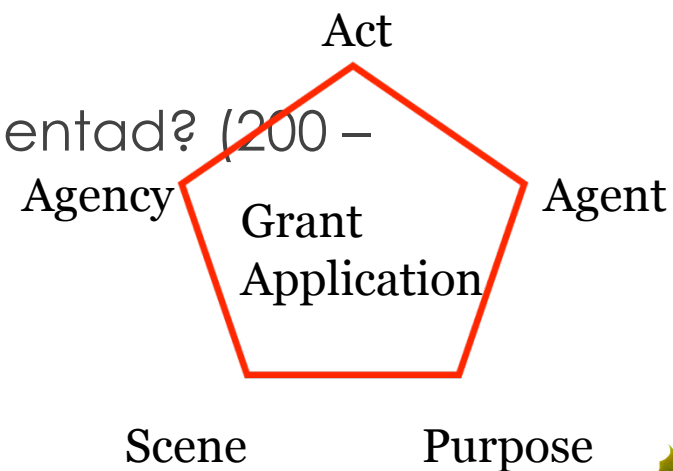 Act
entad? (200 –
Agency
Agent
Grant
Application
Scene
Purpose